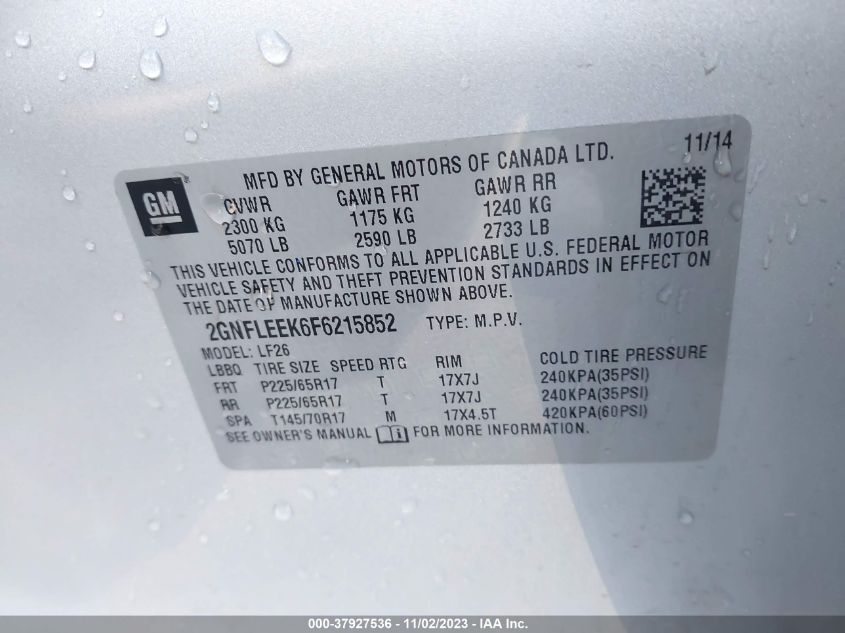 GM
MFD BY GENERAL MOTORS OF CANADA LTD. 11/14
GVWR GAWR FRT GAWR RR
2300 KG 1175 KG 1240 KG
5070 LB 2590 LB 2733 LB
THIS VEHICLE CONFORMS TO ALL APPLICABLE U.S. FEDERAL MOTOR
VEHICLE SAFETY AND THEFT PREVENTION STANDARDS IN EFFECT ON
THE DATE OF MANUFACTURE SHOWN ABOVE.
2GNFLEEK6F6215852 TYPE: M.P.V.
MODEL: LF26
LBBQ TIRE SIZE SPEED RTG RIM COLD TIRE PRESSURE
FRT P225/65R17 T 17X7J 240KPA(35PSI)
RR P225/65R17 T 17X7J 240KPA(35PSI)
SPA T145/70R17 M 17X4.5T 420KPA(60PSI)
SEE OWNER'S MANUAL FOR MORE INFORMATION.
000-37927536 - 11/02/2023 - IAA Inc.